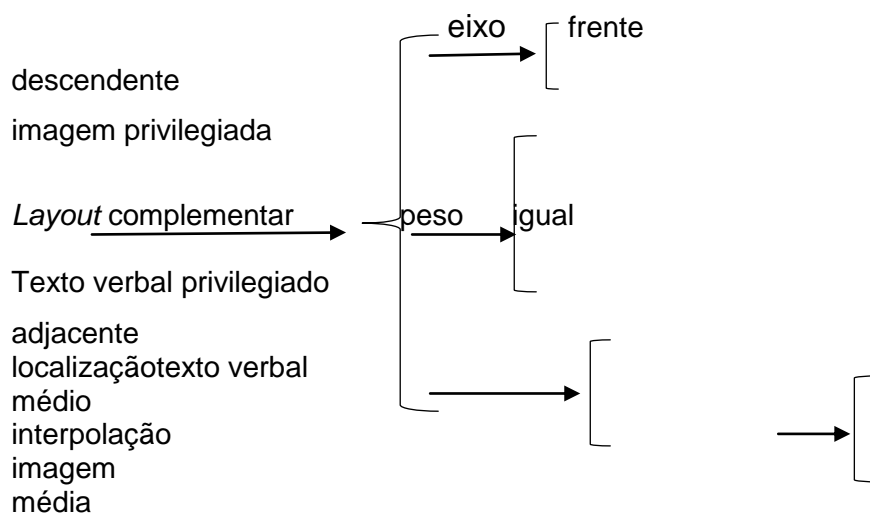 eixo frente
descendente
imagem privilegiada
Layout complementar peso igual
Texto verbal privilegiado
adjacente
localizaçãotexto verbal
médio
interpolação
imagem
média